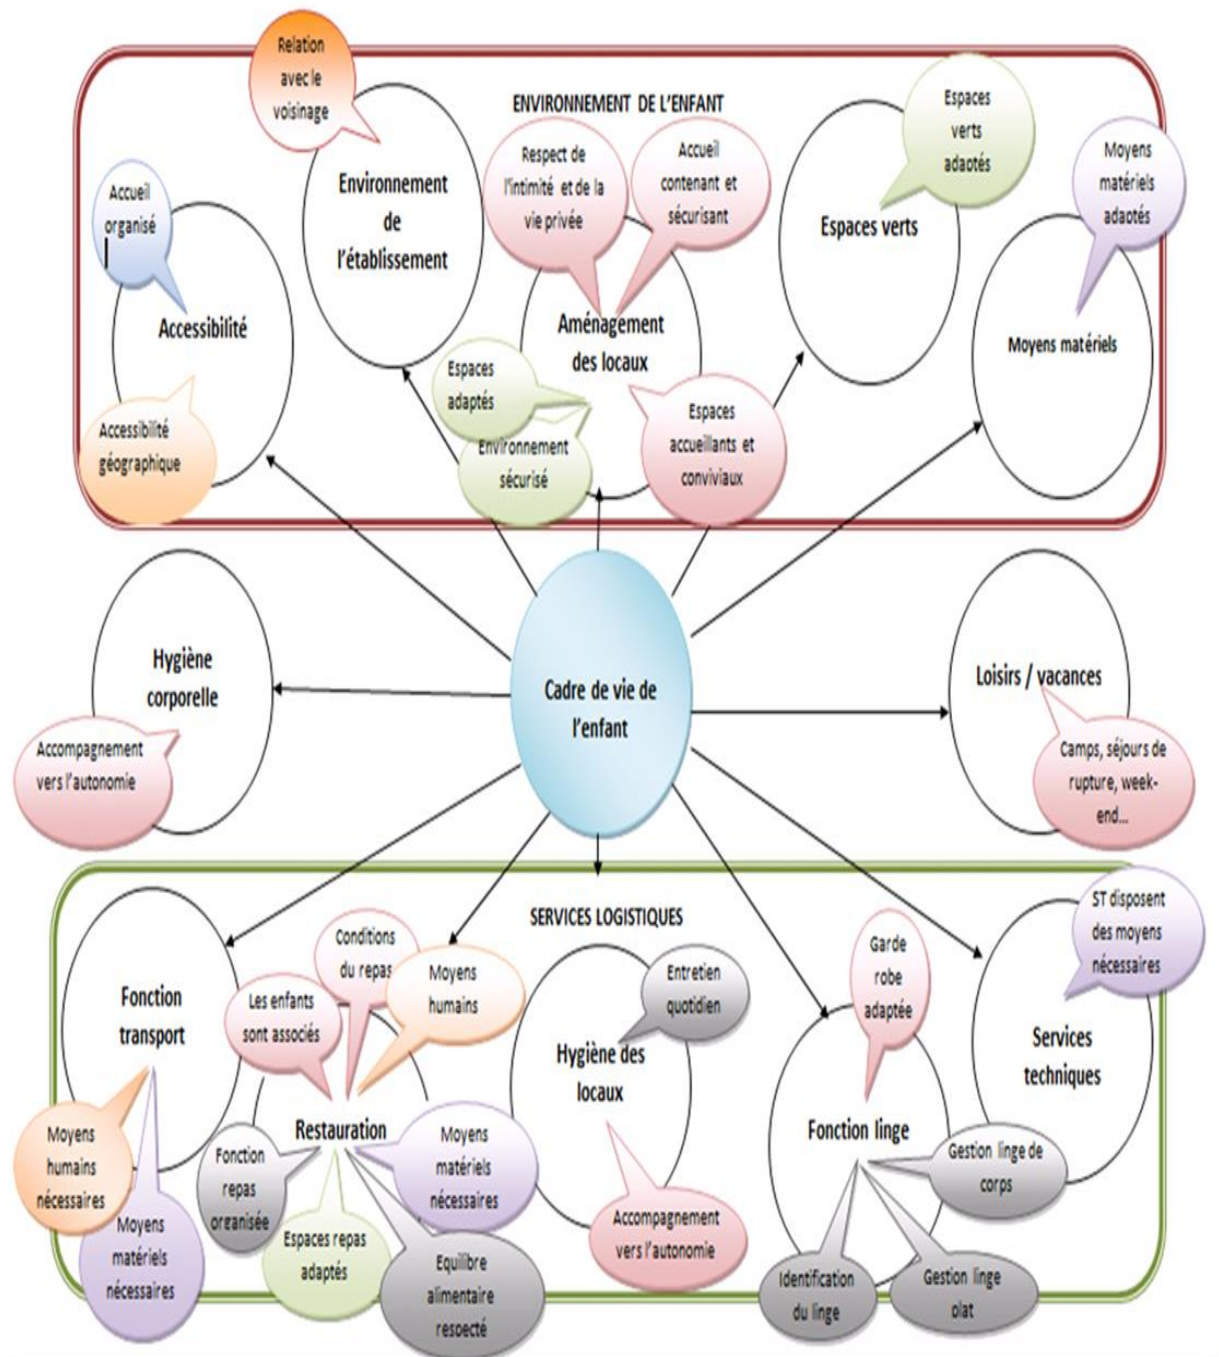 Relation
avec le
voisinage
ENVIRONNEMENT DE L'ENFANT
Espaces
verts
adaptés
Moyens
matériels
adaptés
Accueil
organisé
Environnement
de
l'établissement
Respect de
l'intimité et de la
vie privée
Accueil
contenant et
sécurisant
Espaces verts
Accessibilité
Aménagement
des locaux
Moyens matériels
Espaces
adaptés
Environnement
sécurisé
Espaces
accueillants et
conviviaux
Accessibilité
géographique
Hygiène
corporelle
Accompagnement
vers l'autonomie
Cadre de vie de
l'enfant
Loisirs / vacances
Camps, séjours de
rupture, week-
end...
SERVICES LOGISTIQUES
ST disposent
des moyens
nécessaires
Fonction
transport
Les enfants
sont associés
Conditions
du repas
Moyens
humains
Entretien
quotidien
Garde
robe
adaptée
Services
techniques
Hygiène des
locaux
Restauration
Fonction linge
Moyens
humains
nécessaires
Moyens
matériels
nécessaires
Fonction
repas
organisée
Espaces repas
adaptés
Moyens
matériels
nécessaires
Equilibre
alimentaire
respecté
Accompagnement
vers l'autonomie
Gestion linge de
corps
Identification
du linge
Gestion linge
plat